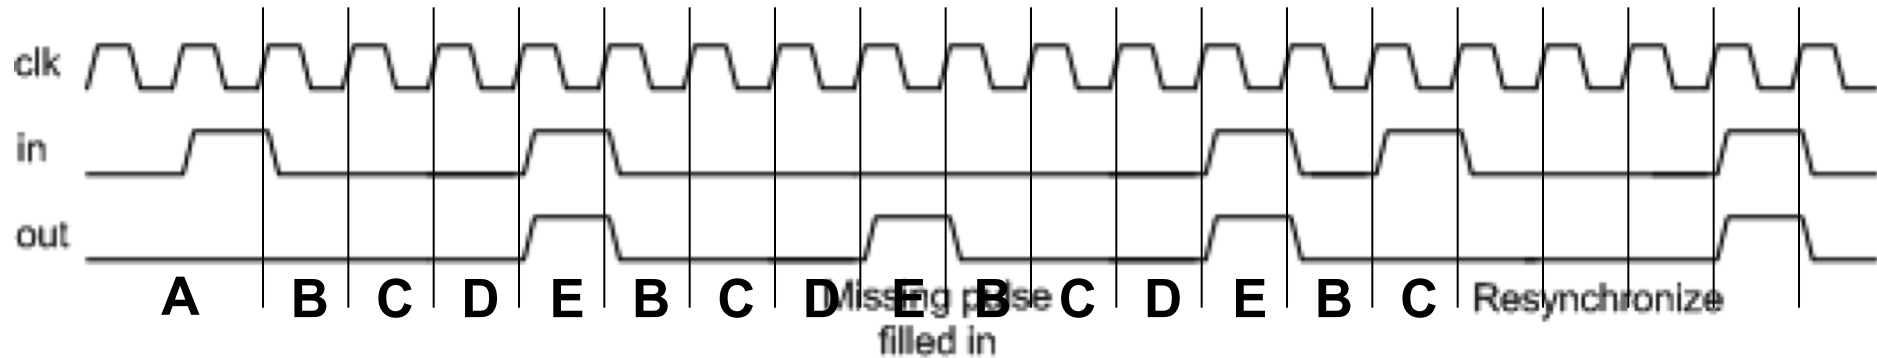 clk
in
out
A B C D E B C D E B C D E B C
Missing pulse
filled in
Resynchronize